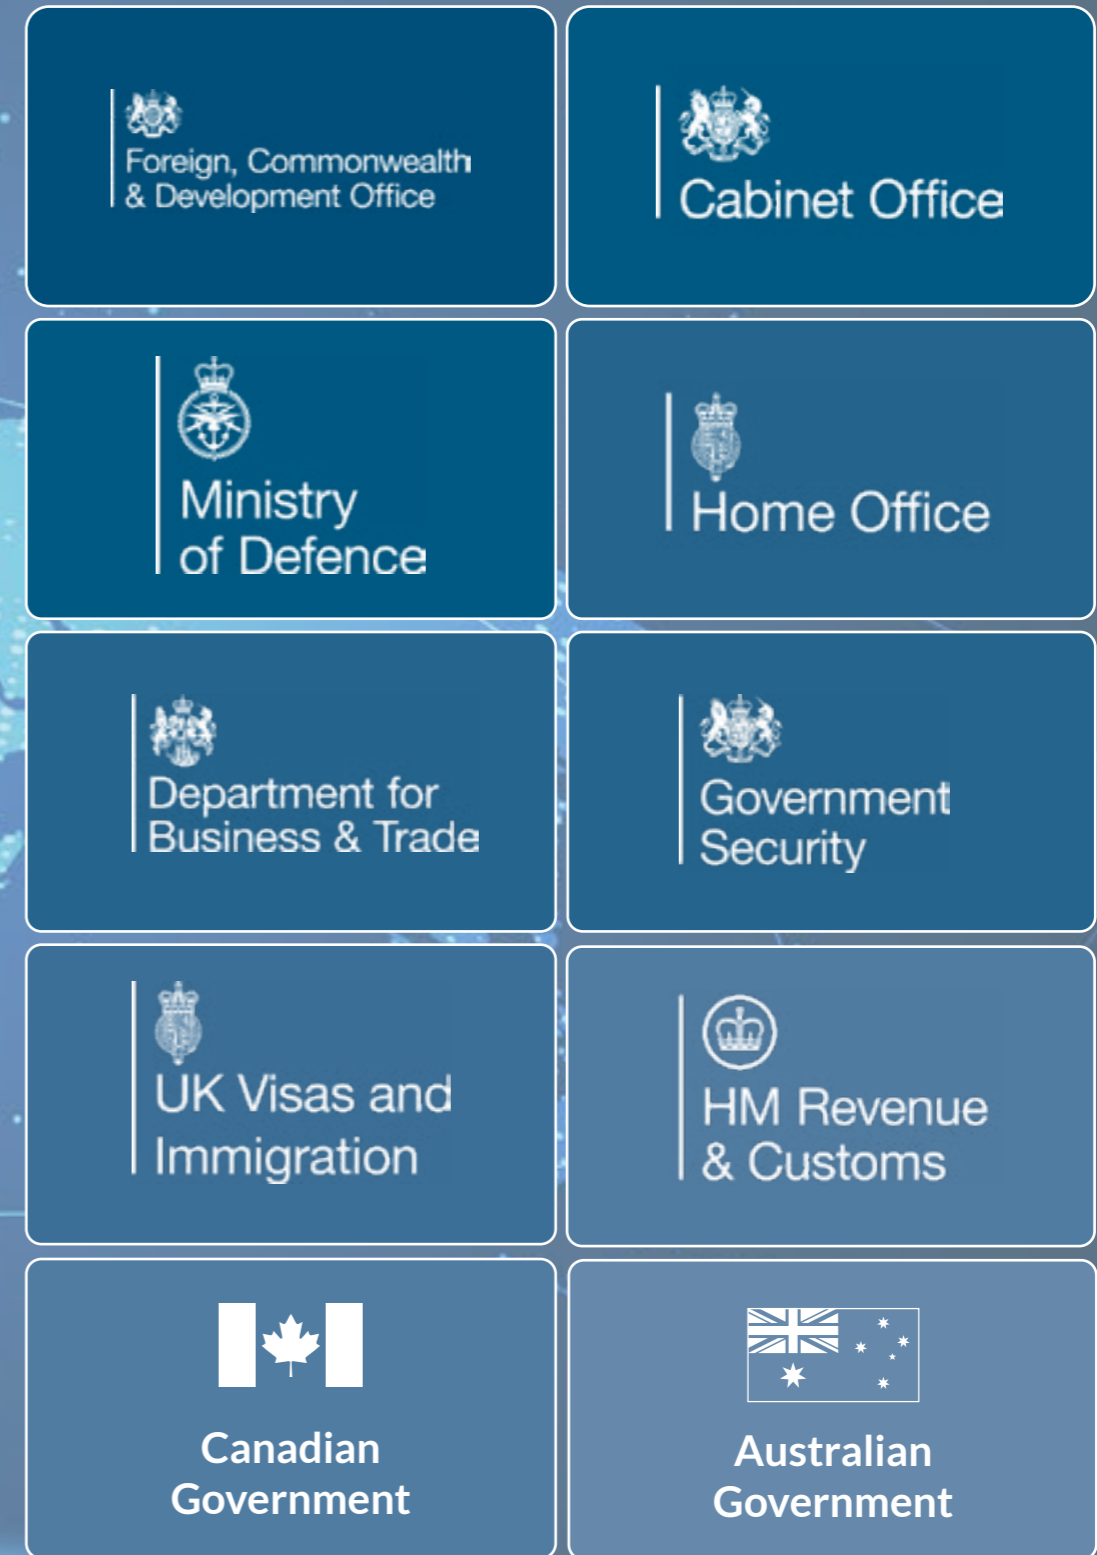 Foreign, Commonwealth
& Development Office
Cabinet Office
Ministry
of Defence
Home Office
Department for
Business & Trade
Government
Security
UK Visas and
Immigration
HM Revenue
& Customs
Canadian
Government
Australian
Government